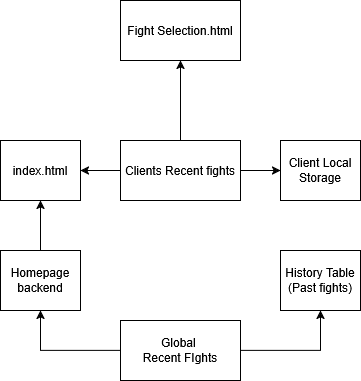 Fight Selection.html
index.html
Clients Recent fights
Client Local
Storage
Homepage
backend
History Table
(Past fights)
Global
Recent FIghts